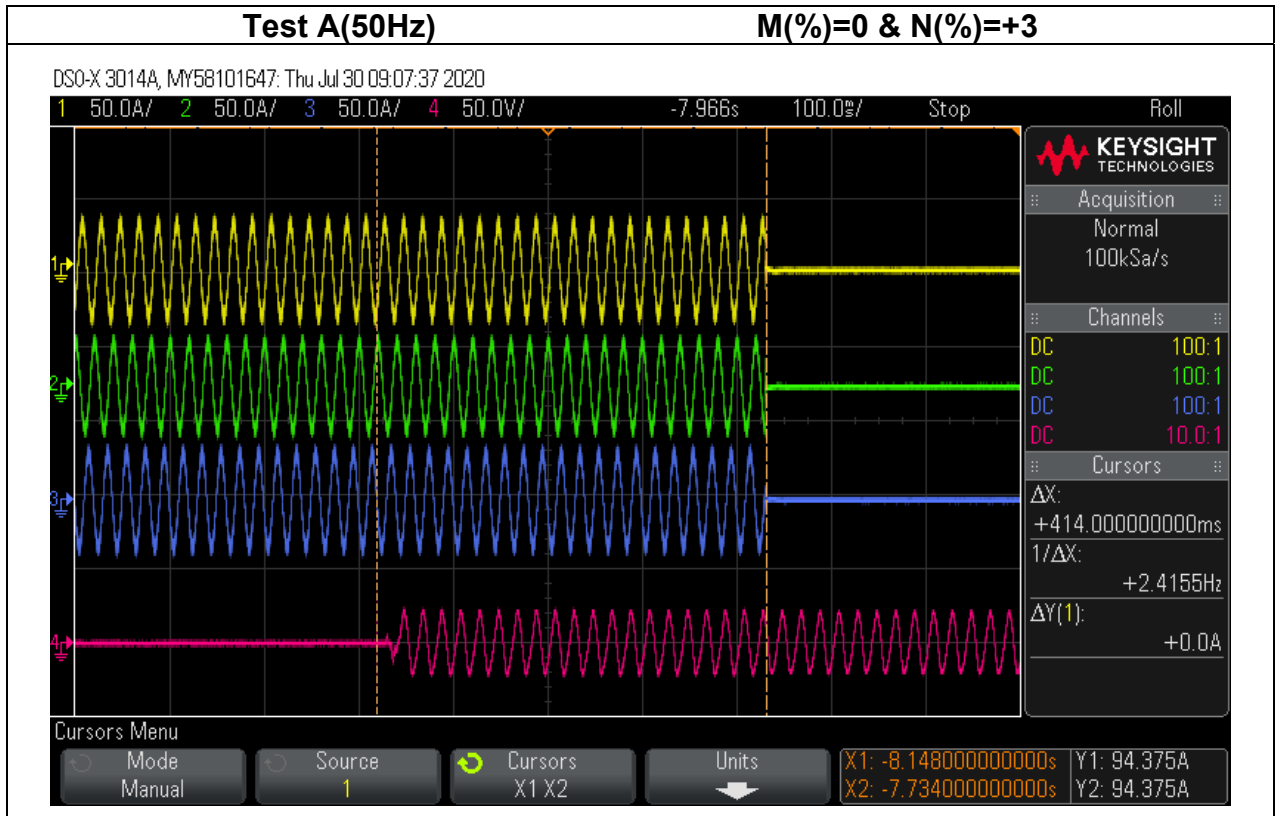 Test A(50Hz) M(%)=0 & N(%)=+3
DSO-X 3014A, MY58101647: Thu Jul 30 09:07:37 2020
1 50.0A/ 2 50.0A/ 3 50.0A/ 4 50.0V/ -7.966s 100.0ms/ Stop Roll
KEYSIGHT
TECHNOLOGIES
Acquisition
Normal
100kSa/s
Channels
DC 100:1
DC 100:1
DC 100:1
DC 10.0:1
Cursors
ΔX:
+414.000000000ms
1/ΔX:
+2.4155Hz
ΔY(1):
+0.0A
1
2
3
4
Cursors Menu
Mode
Manual
Source
1
Cursors
X1 X2
Units
X1: -8.148000000000s Y1: 94.375A
X2: -7.734000000000s Y2: 94.375A